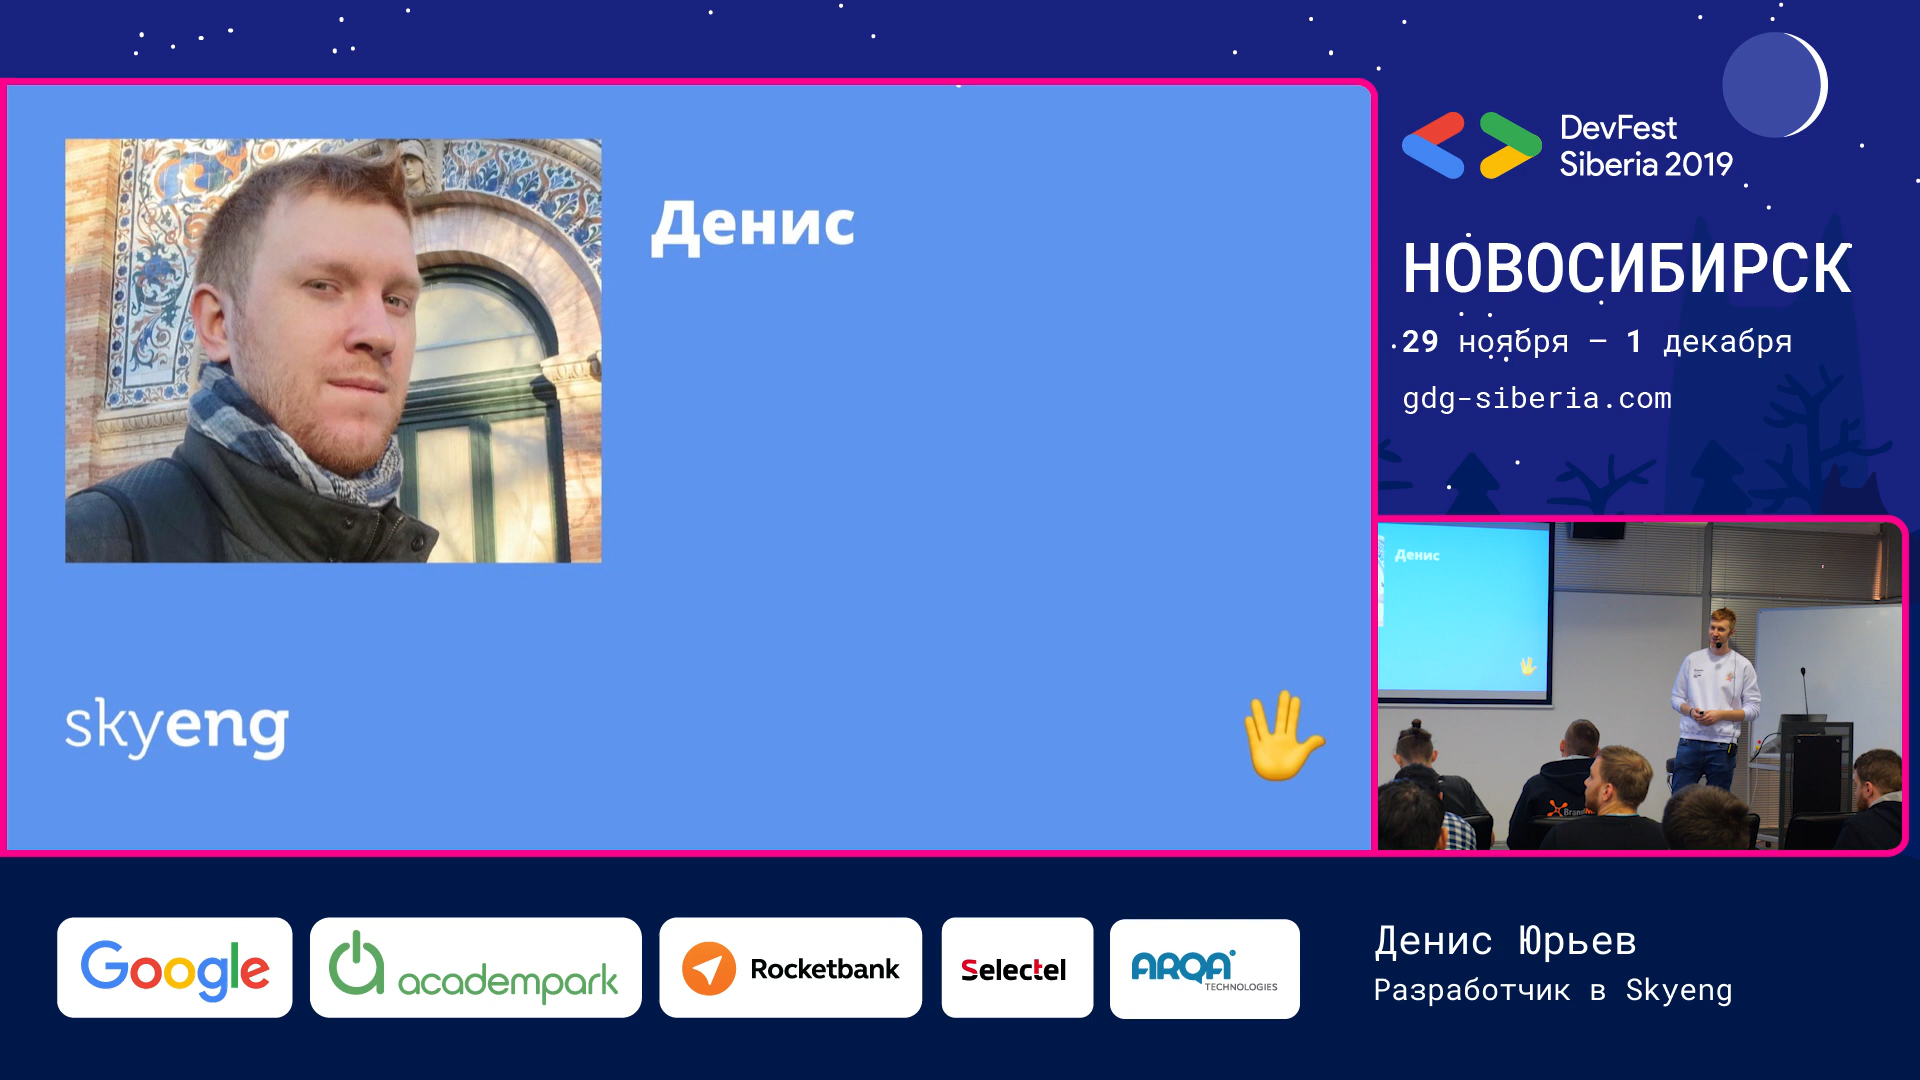 Денис
skyeng
DevFest
Siberia 2019
НОВОСИБИРСК
29 ноября – 1 декабря
gdg-siberia.com
Денис
Google
academpark
Rocketbank
Selectel
ARQA
TECHNOLOGIES
Денис Юрьев
Разработчик в Skyeng